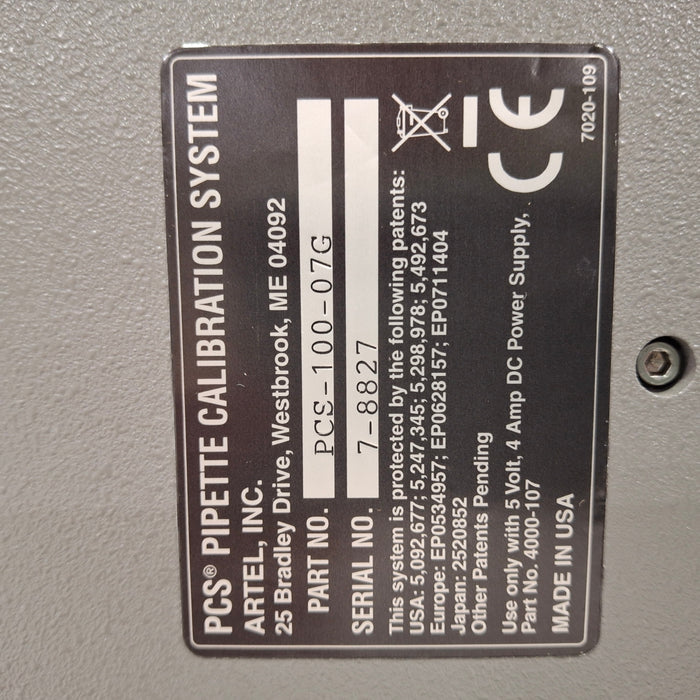 PCS® PIPETTE CALIBRATION SYSTEM
ARTEL, INC.
25 Bradley Drive, Westbrook, ME 04092
PART NO. PCS-100-07G
SERIAL NO. 7-8827
This system is protected by the following patents:
USA: 5,092,677; 5,247,345; 5,298,978; 5,492,673
Europe: EP0534957; EP0628157; EP0711404
Japan: 2520852
Other Patents Pending
Use only with 5 Volt, 4 Amp DC Power Supply,
Part No. 4000-107
MADE IN USA
CE
7020-109